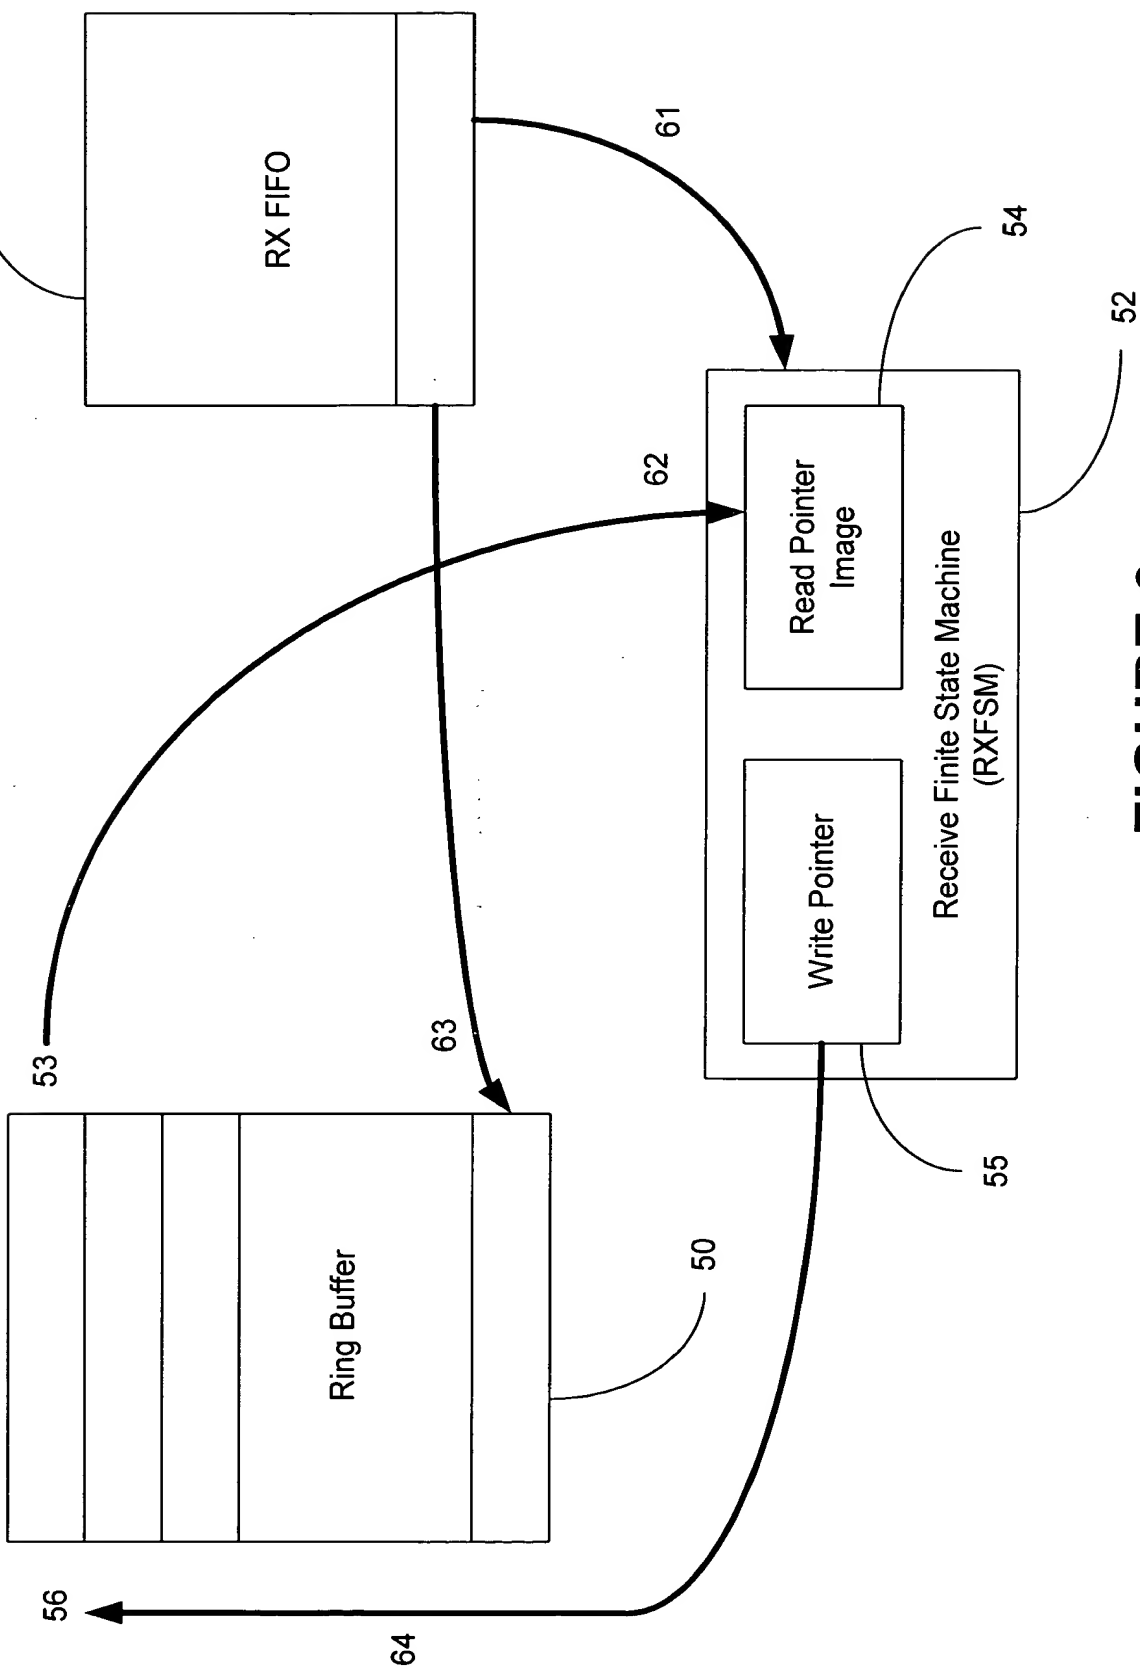 56
53
RX FIFO
Ring Buffer
64
63
62
61
50
Write Pointer
Read Pointer
Image
Receive Finite State Machine
(RXFSM)
55
54
52
FIGURE